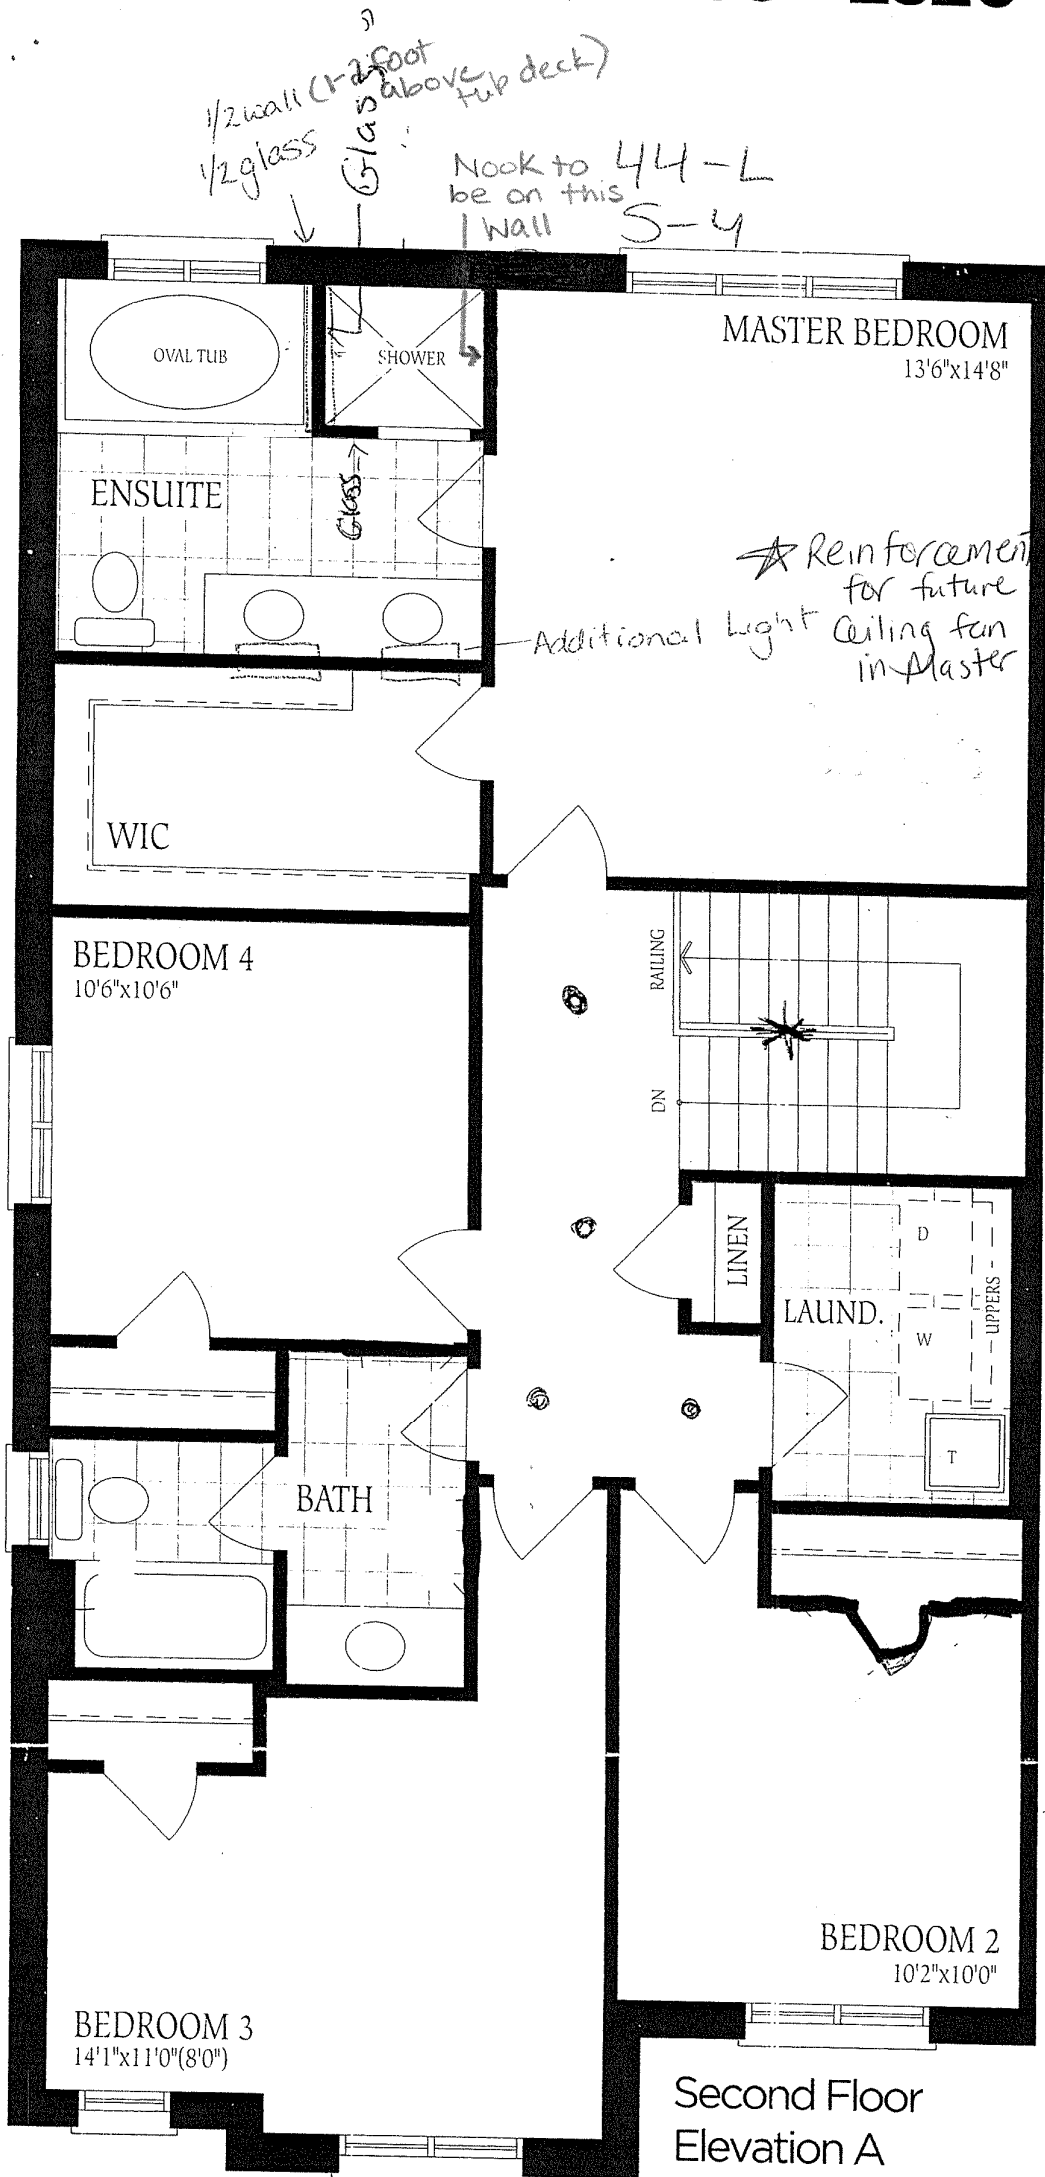 1/2 wall (1-2 foot
above
tub deck)
1/2 glass
Glass
Nook to
be on this
wall
44-L
S-4
MASTER BEDROOM
13'6"x14'8"
OVAL TUB
SHOWER
ENSUITE
Glass
Reinforcement
for future
Ceiling fan
in Master
Additional Light
WIC
BEDROOM 4
10'6"x10'6"
RAILING
DN
LINEN
LAUND.
D
W
UPPERS
T
BATH
BEDROOM 2
10'2"x10'0"
BEDROOM 3
14'1"x11'0"(8'0")
Second Floor
Elevation A